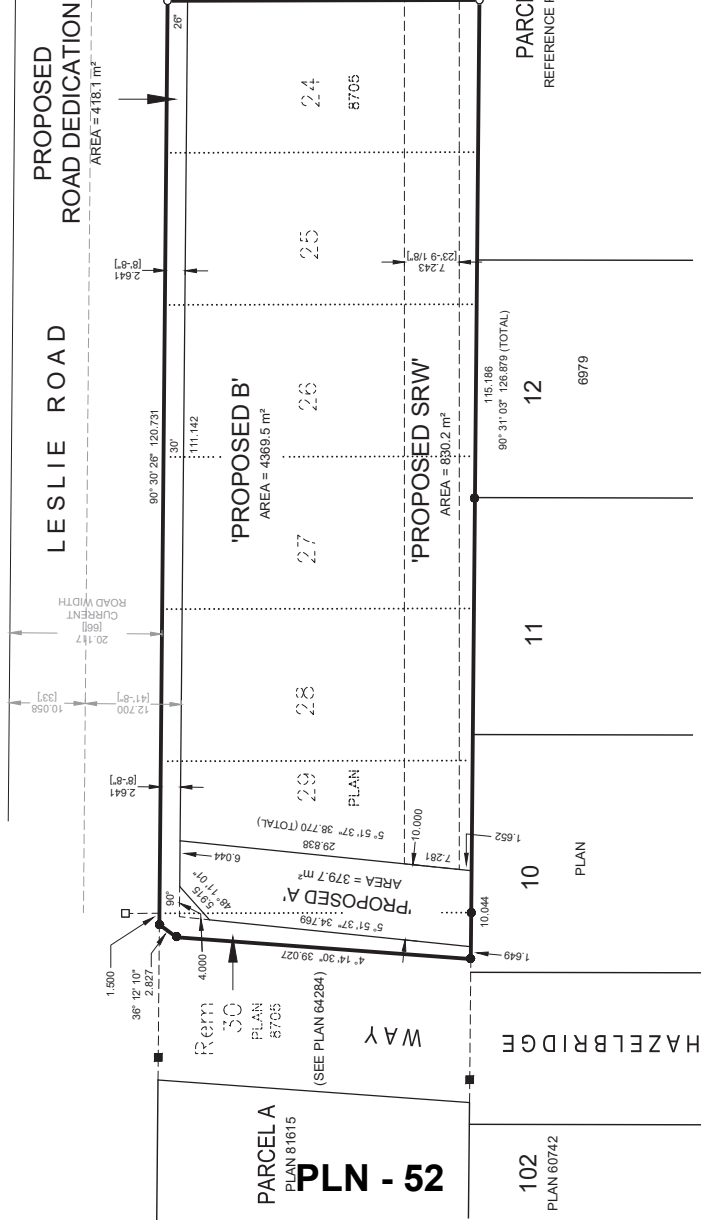 PROPOSED
ROAD DEDICATION
AREA = 418.1 m²
LESLIE ROAD
26"
24
8705
25
26
27
28
29
PLAN
2.641
[8'-8"]
7.243
[23'-9 1/8"]
90° 30' 26" 120.731
30'
111.142
'PROPOSED B'
AREA = 4369.5 m²
'PROPOSED SRW'
AREA = 830.2 m²
115.186
90° 31' 03" 126.879 (TOTAL)
12
6979
11
10
PLAN
20.117
[66]
CURRENT
ROAD WIDTH
10.058
[33']
12.700
[41'-8"]
2.641
[8'-8"]
5° 51' 37" 38.770 (TOTAL)
29.838
10.000
7.281
1.652
6.044
'PROPOSED A'
AREA = 379.7 m²
90°
48° 11' 01"
5.915
5° 51' 37" 34.769
10.044
1.649
4.000
4° 14' 30" 39.027
1.500
36° 12' 10"
2.827
Rem
30
PLAN
8705
(SEE PLAN 64284)
WAY
HAZELBRIDGE
PARCEL A
PLAN 81615
102
PLAN 60742
PARCE
REFERENCE
PLN - 52